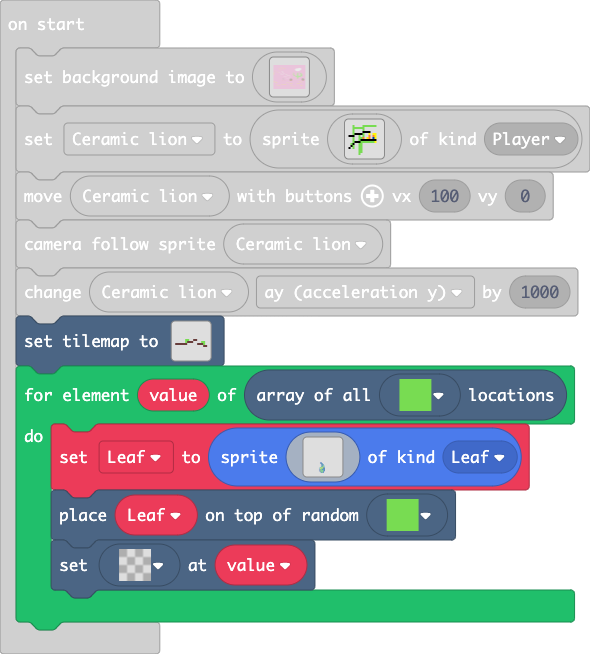 on start
set background image to
set Ceramic lion to sprite of kind Player
move Ceramic lion with buttons vx 100 vy 0
camera follow sprite Ceramic lion
change Ceramic lion ay (acceleration y) by 1000
set tilemap to
for element value of array of all locations
do
set Leaf to sprite of kind Leaf
place Leaf on top of random
set at value